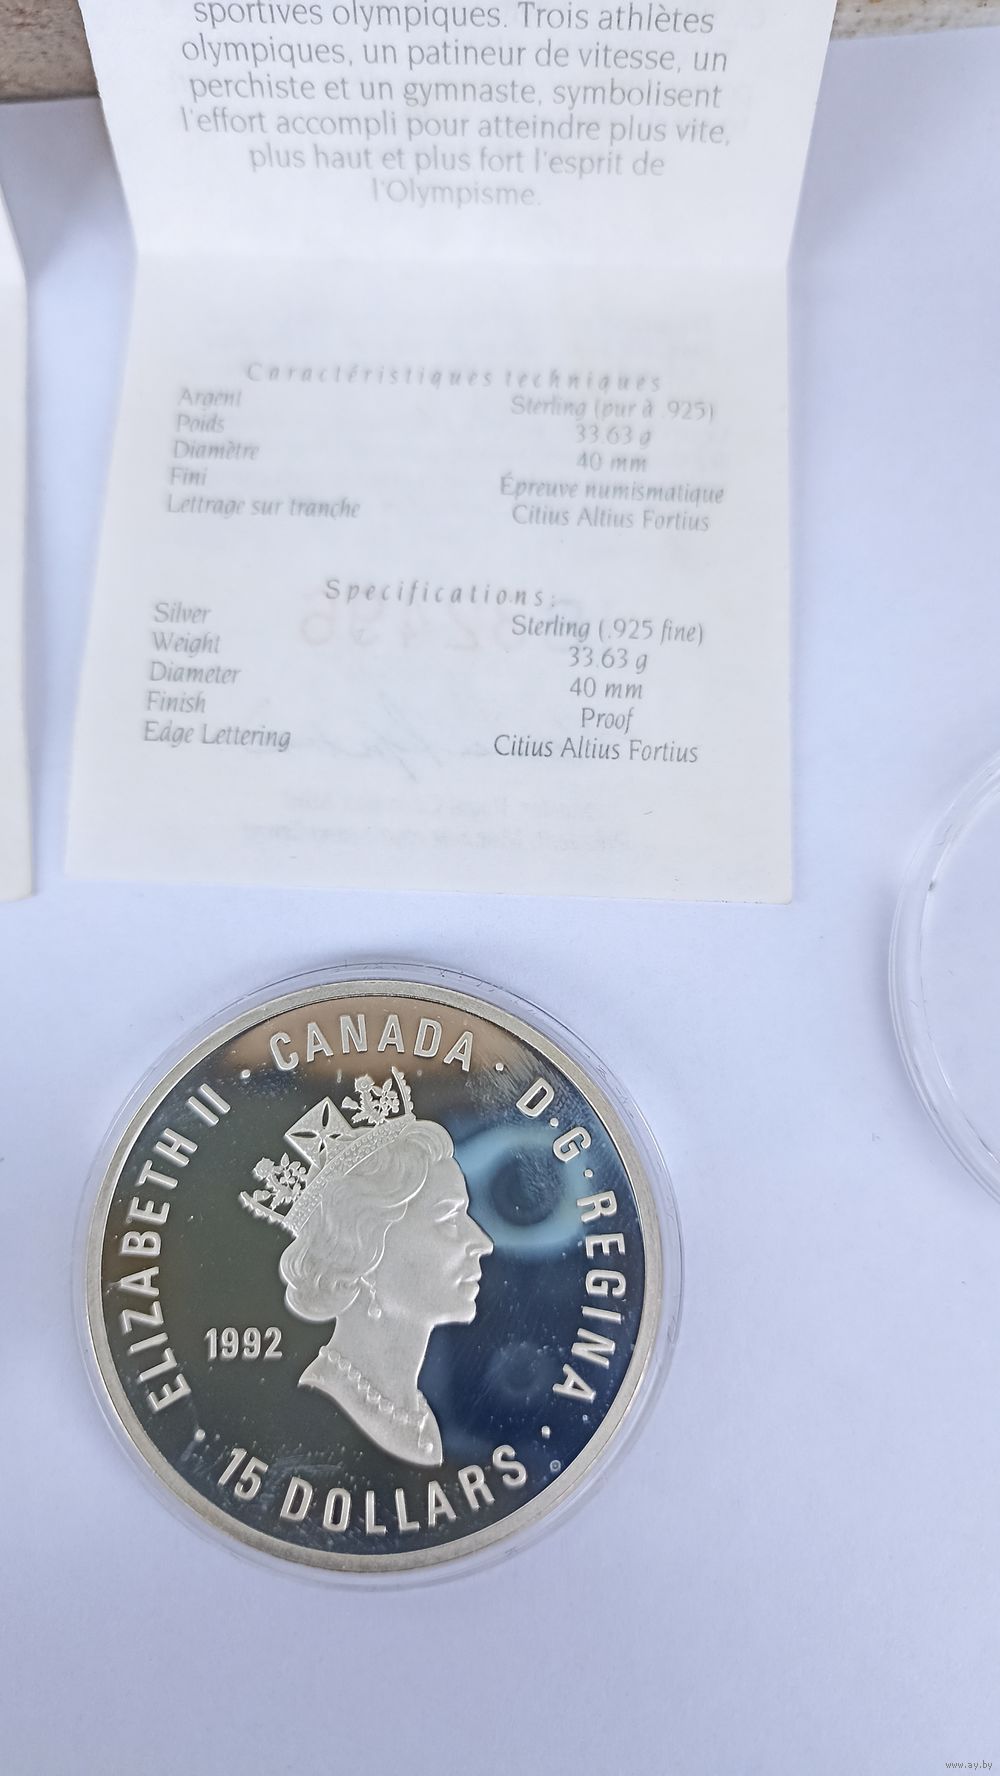 sportives olympiques. Trois athlètes
olympiques, un patineur de vitesse, un
perchiste et un gymnaste, symbolisent
l'effort accompli pour atteindre plus vite,
plus haut et plus fort l'esprit de
l'Olympisme.
Caractéristiques techniques
Argent Sterling (pur à .925)
Poids 33.63 g
Diamètre 40 mm
Fini Épreuve numismatique
Lettrage sur tranche Citius Altius Fortius
Specifications:
Silver Sterling (.925 fine)
Weight 33.63 g
Diameter 40 mm
Finish Proof
Edge Lettering Citius Altius Fortius
ELIZABETH II · CANADA · D·G·REGINA ·
1992
· 15 DOLLARS
www.ay.by